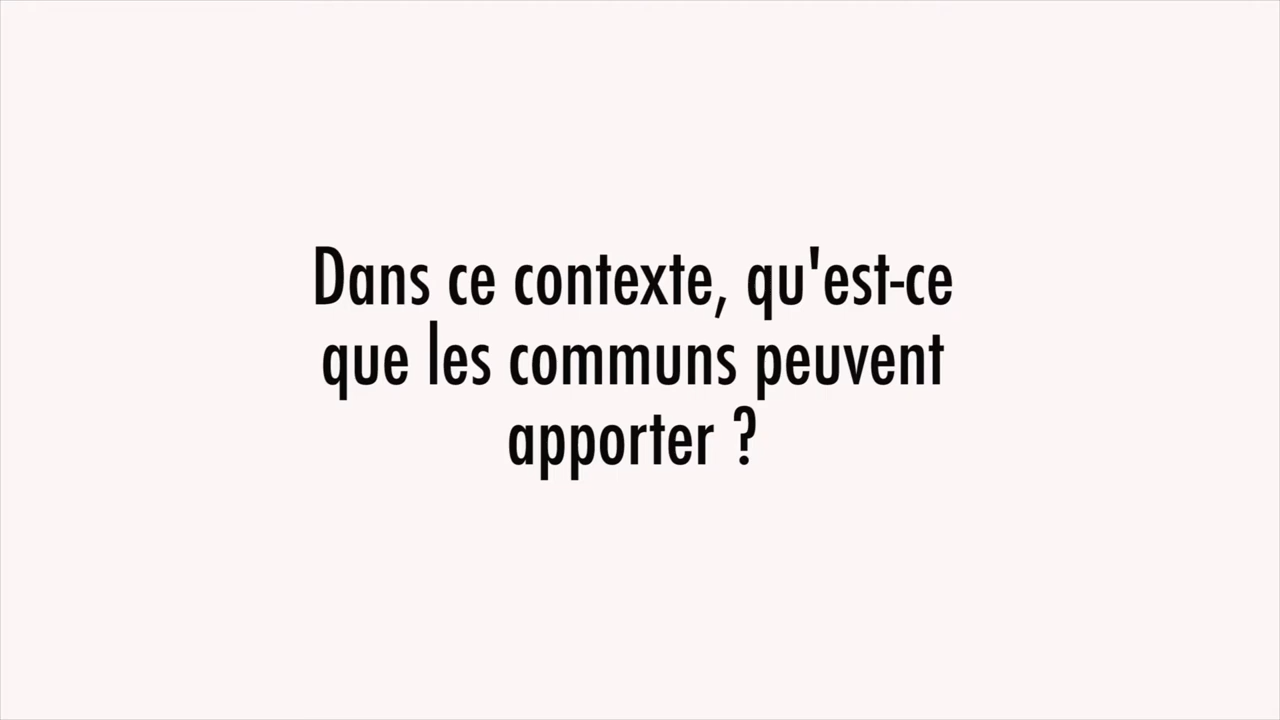 Dans ce contexte, qu'est-ce
que les communs peuvent
apporter ?